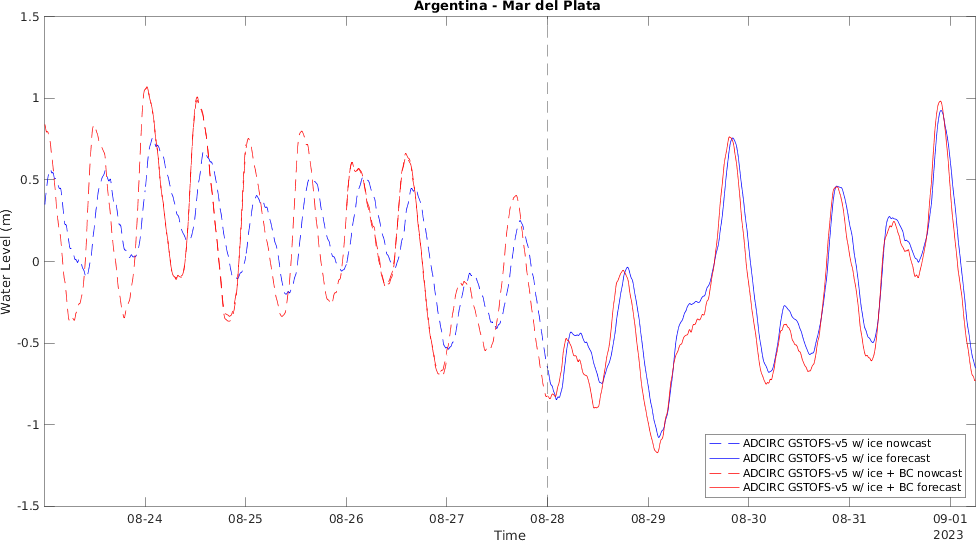 Argentina - Mar del Plata
1.5
1
0.5
0
-0.5
-1
-1.5
Water Level (m)
08-24
08-25
08-26
08-27
08-28
08-29
08-30
08-31
09-01
2023
Time
ADCIRC GSTOFS-v5 w/ ice nowcast
ADCIRC GSTOFS-v5 w/ ice forecast
ADCIRC GSTOFS-v5 w/ ice + BC nowcast
ADCIRC GSTOFS-v5 w/ ice + BC forecast